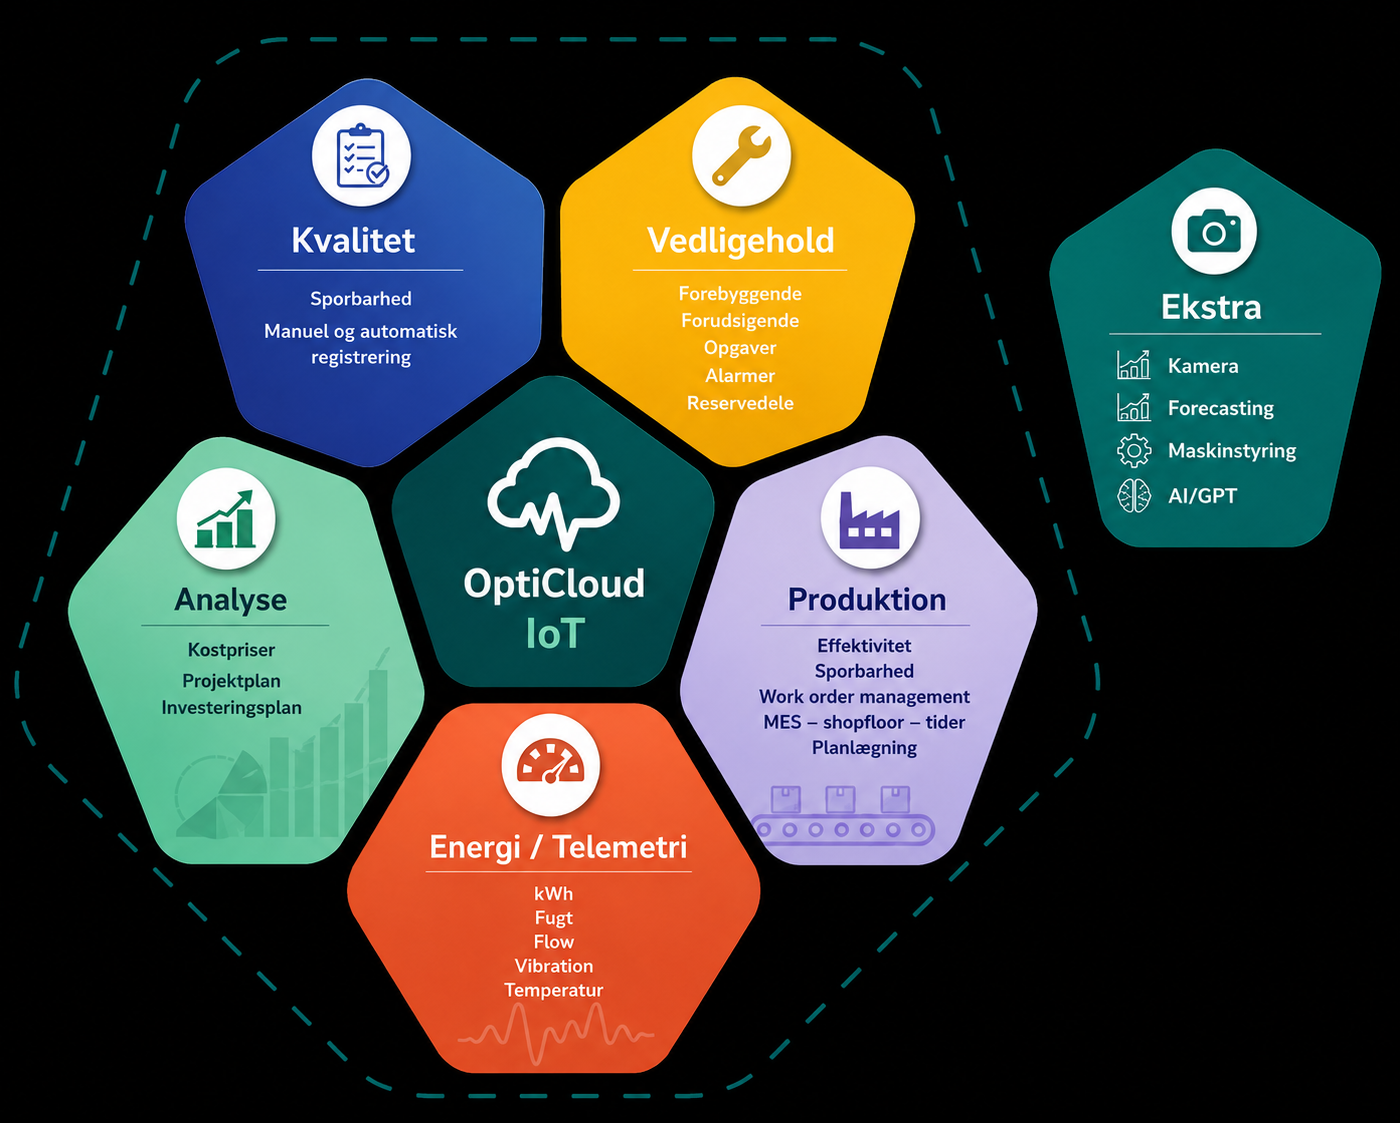 Kvalitet
Sporbarhed
Manuel og automatisk
registrering
Vedligehold
Forebyggende
Forudsigende
Opgaver
Alarmer
Reservedele
Ekstra
Kamera
Forecasting
Maskinstyring
AI/GPT
OptiCloud
IoT
Analyse
Kostpriser
Projektplan
Investeringsplan
Produktion
Effektivitet
Sporbarhed
Work order management
MES – shopfloor – tider
Planlægning
Energi / Telemetri
kWh
Fugt
Flow
Vibration
Temperatur